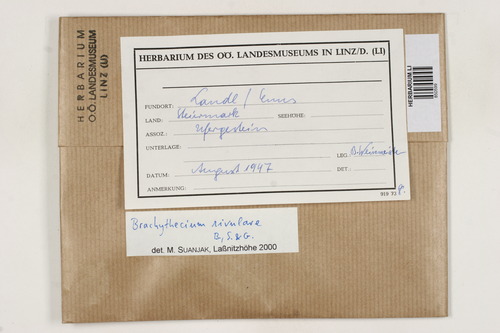 HERBARIUM
O.Ö. LANDESMUSEUM
LINZ (LI)
HERBARIUM DES OÖ. LANDESMUSEUMS IN LINZ/D. (LI)
FUNDORT: Landl / Enns
LAND: Steiermark SEEHÖHE:
ASSOZ.: Ufergestein
UNTERLAGE:
LEG.
DATUM: August 1947 DET.:
ANMERKUNG:
HERBARIUM LI
Brachythecium rivulare
B., S. & G.
det. M. SUANJAK, Laßnitzhöhe 2000